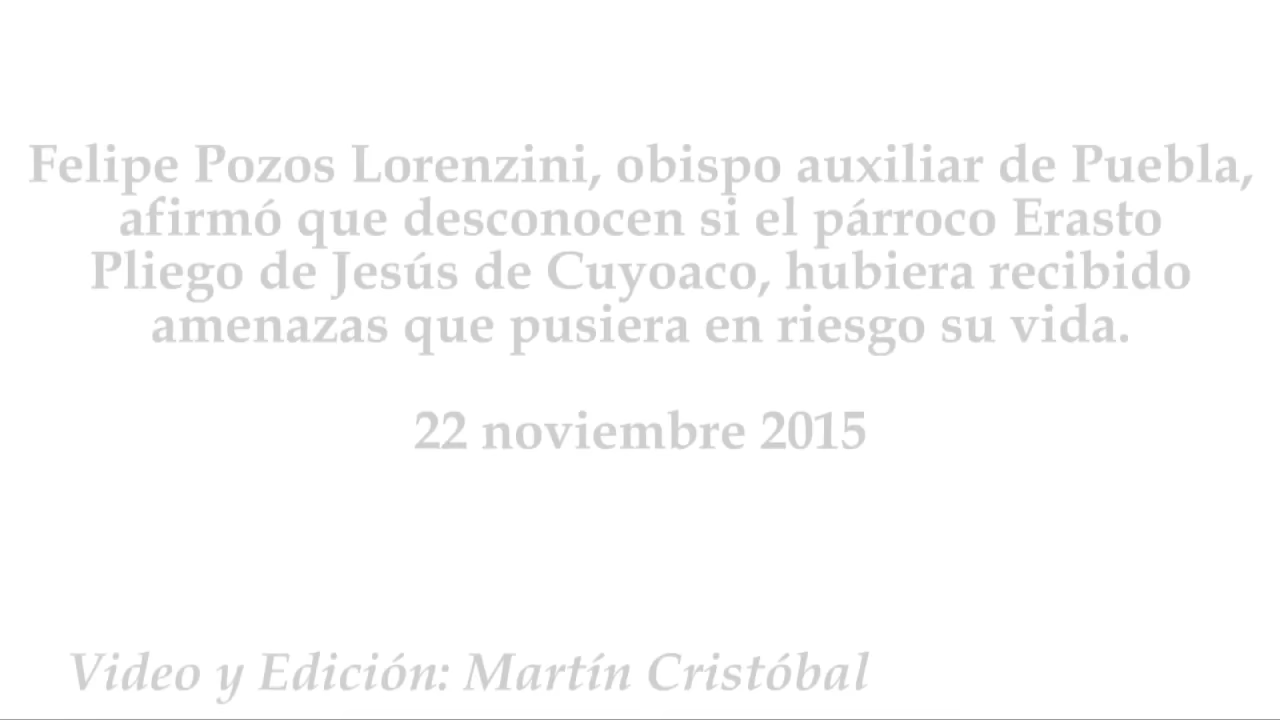 Felipe Pozos Lorenzini, obispo auxiliar de Puebla,
afirmó que desconocen si el párroco Erasto
Pliego de Jesús de Cuyoaco, hubiera recibido
amenazas que pusiera en riesgo su vida.
22 noviembre 2015
Video y Edición: Martín Cristóbal